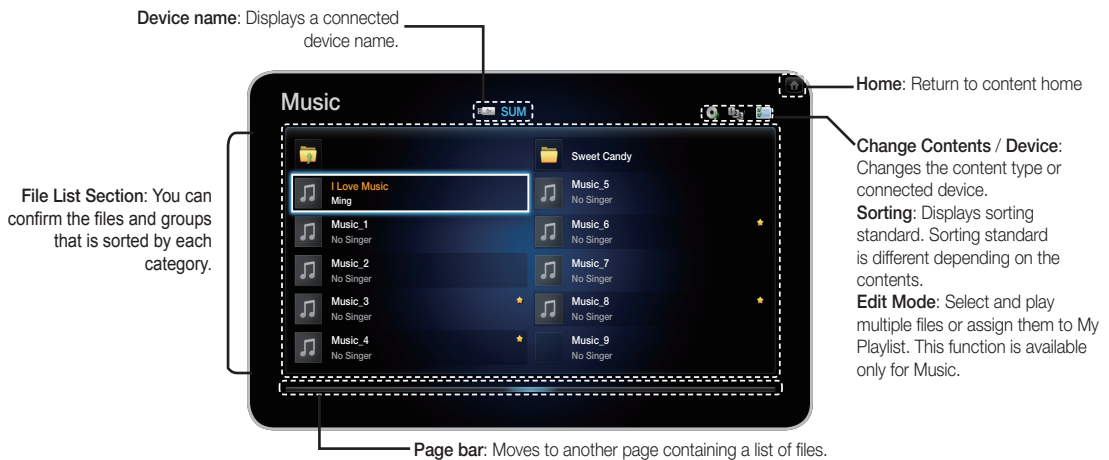 Device name: Displays a connected
device name.
Home: Return to content home
Music
SUM
Change Contents / Device:
Changes the content type or
connected device.
Sorting: Displays sorting
standard. Sorting standard
is different depending on the
contents.
Edit Mode: Select and play
multiple files or assign them to My
Playlist. This function is available
only for Music.
File List Section: You can
confirm the files and groups
that is sorted by each
category.
Sweet Candy
I Love Music
Ming
Music_5
No Singer
Music_1
No Singer
Music_6
No Singer
Music_2
No Singer
Music_7
No Singer
Music_3
No Singer
Music_8
No Singer
Music_4
No Singer
Music_9
No Singer
Page bar: Moves to another page containing a list of files.